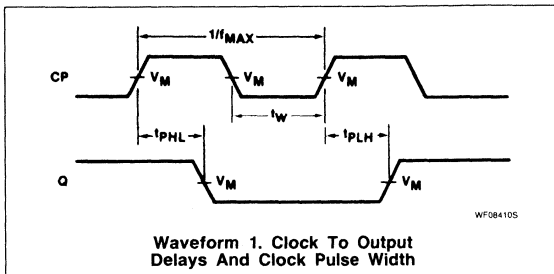 1/fMAX
CP
VM VM VM VM
tW
tPHL tPLH
Q
VM VM
WF08410S
Waveform 1. Clock To Output
Delays And Clock Pulse Width